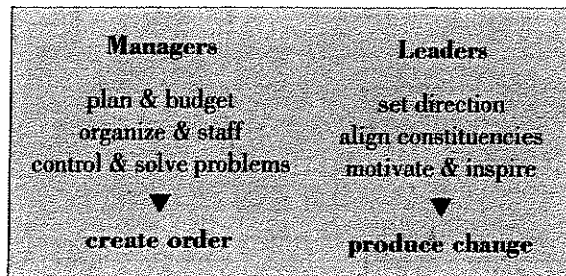 Managers
plan & budget
organize & staff
control & solve problems
create order
Leaders
set direction
align constituencies
motivate & inspire
produce change